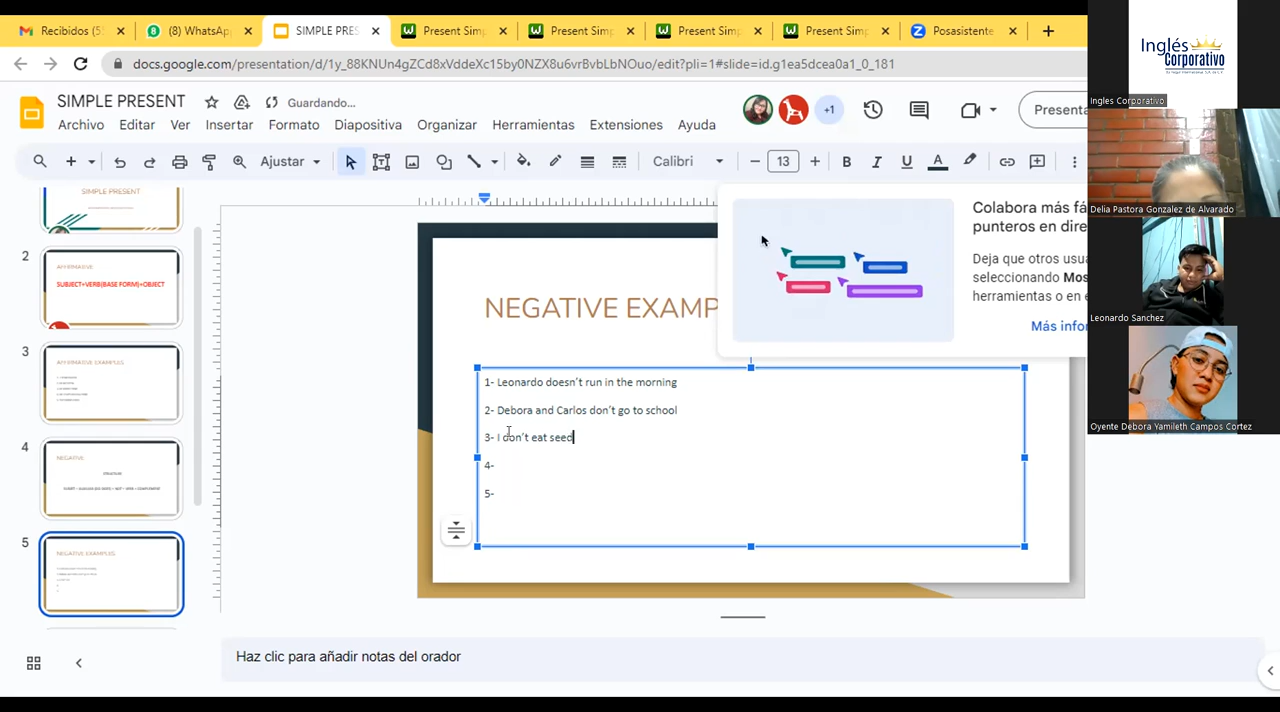 Recibidos (5
(8) WhatsAp
SIMPLE PRES
Present Simp
Present Simp
Present Simp
Present Simp
Posasistente
docs.google.com/presentation/d/1y_88KNUn4gZCd8xVddeXc15by0NZX8u6vrBvbLbNOuo/edit?pli=1#slide=id.g1ea5dcea0a1_0_181
SIMPLE PRESENT
Guardando…
+1
Presenta
Archivo Editar Ver Insertar Formato Diapositiva Organizar Herramientas Extensiones Ayuda
Ajustar
Calibri
13
B I U A
SIMPLE PRESENT
2
AFFIRMATIVE
SUBJECT+VERB(BASE FORM)+OBJECT
3
AFFIRMATIVE EXAMPLES
4
NEGATIVE
STRUCTURE
5
NEGATIVE EXAMPLES
Colabora más fá
punteros en dire
Deja que otros usua
seleccionando Mos
herramientas o en e
Más infor
NEGATIVE EXAMP
1- Leonardo doesn't run in the morning
2- Debora and Carlos don't go to school
3- I don't eat seed
4-
5-
Haz clic para añadir notas del orador
Inglés
Corporativo
Ingles Corporativo
Delia Pastora Gonzalez de Alvarado
Leonardo Sanchez
Oyente Debora Yamileth Campos Cortez